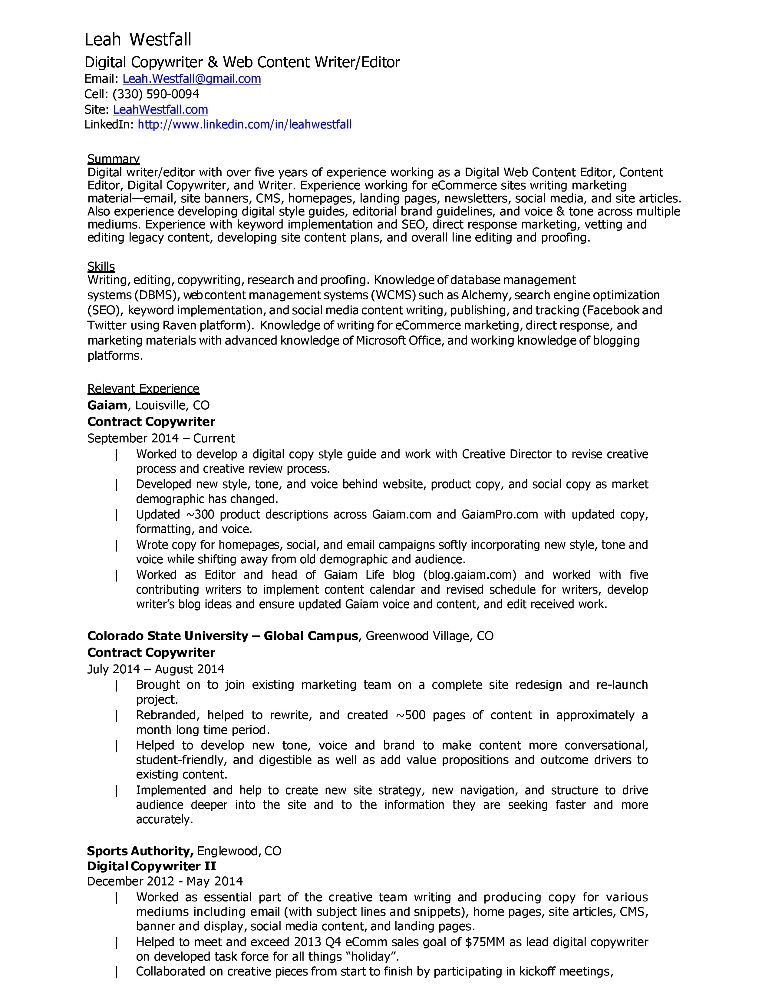 Leah Westfall
Digital Copywriter & Web Content Writer/Editor
Email: Leah.Westfall@gmail.com
Cell: (330) 590-0094
Site: LeahWestfall.com
LinkedIn: http://www.linkedin.com/in/leahwestfall
Summary
Digital writer/editor with over five years of experience working as a Digital Web Content Editor, Content
Editor, Digital Copywriter, and Writer. Experience working for eCommerce sites writing marketing
material—email, site banners, CMS, homepages, landing pages, newsletters, social media, and site articles.
Also experience developing digital style guides, editorial brand guidelines, and voice & tone across multiple
mediums. Experience with keyword implementation and SEO, direct response marketing, vetting and
editing legacy content, developing site content plans, and overall line editing and proofing.
Skills
Writing, editing, copywriting, research and proofing. Knowledge of database management
systems (DBMS), web content management systems (WCMS) such as Alchemy, search engine optimization
(SEO), keyword implementation, and social media content writing, publishing, and tracking (Facebook and
Twitter using Raven platform). Knowledge of writing for eCommerce marketing, direct response, and
marketing materials with advanced knowledge of Microsoft Office, and working knowledge of blogging
platforms.
Relevant Experience
Gaiam, Louisville, CO
Contract Copywriter
September 2014 – Current
| Worked to develop a digital copy style guide and work with Creative Director to revise creative
process and creative review process.
| Developed new style, tone, and voice behind website, product copy, and social copy as market
demographic has changed.
| Updated ~300 product descriptions across Gaiam.com and GaiamPro.com with updated copy,
formatting, and voice.
| Wrote copy for homepages, social, and email campaigns softly incorporating new style, tone and
voice while shifting away from old demographic and audience.
| Worked as Editor and head of Gaiam Life blog (blog.gaiam.com) and worked with five
contributing writers to implement content calendar and revised schedule for writers, develop
writer's blog ideas and ensure updated Gaiam voice and content, and edit received work.
Colorado State University – Global Campus, Greenwood Village, CO
Contract Copywriter
July 2014 – August 2014
| Brought on to join existing marketing team on a complete site redesign and re-launch
project.
| Rebranded, helped to rewrite, and created ~500 pages of content in approximately a
month long time period.
| Helped to develop new tone, voice and brand to make content more conversational,
student-friendly, and digestible as well as add value propositions and outcome drivers to
existing content.
| Implemented and help to create new site strategy, new navigation, and structure to drive
audience deeper into the site and to the information they are seeking faster and more
accurately.
Sports Authority, Englewood, CO
Digital Copywriter II
December 2012 - May 2014
| Worked as essential part of the creative team writing and producing copy for various
mediums including email (with subject lines and snippets), home pages, site articles, CMS,
banner and display, social media content, and landing pages.
| Helped to meet and exceed 2013 Q4 eComm sales goal of $75MM as lead digital copywriter
on developed task force for all things “holiday”.
| Collaborated on creative pieces from start to finish by participating in kickoff meetings,